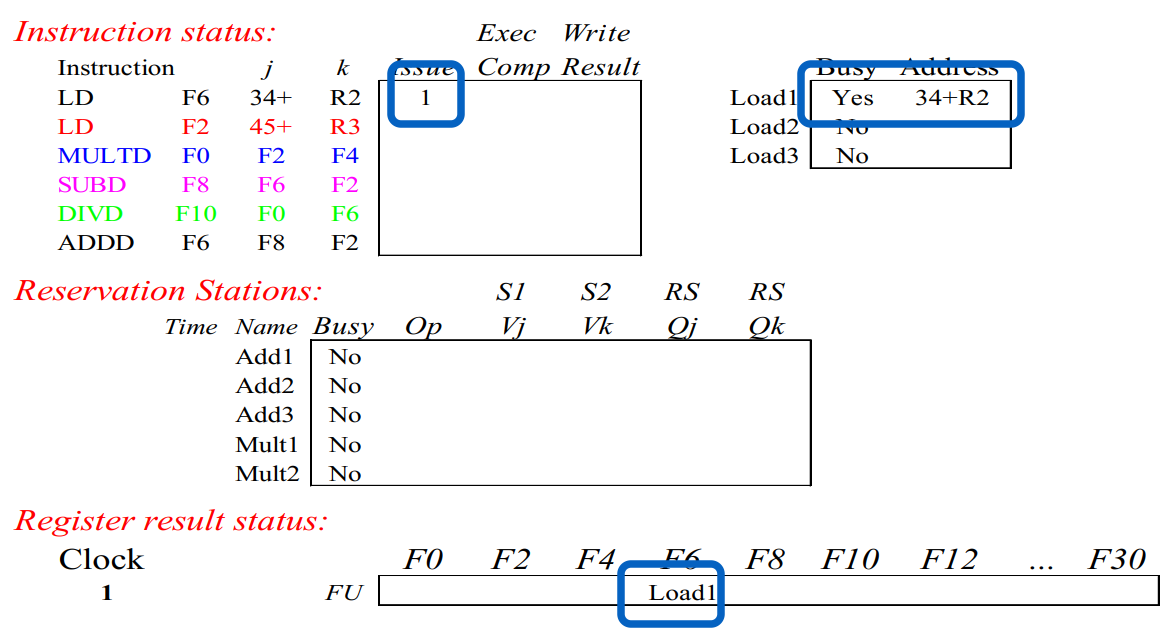 Instruction status: Exec Write
Instruction j k Issue Comp Result Busy Address
LD F6 34+ R2 1 Load1 Yes 34+R2
LD F2 45+ R3 Load2 No
MULTD F0 F2 F4 Load3 No
SUBD F8 F6 F2
DIVD F10 F0 F6
ADDD F6 F8 F2
Reservation Stations: S1 S2 RS RS
Time Name Busy Op Vj Vk Qj Qk
Add1 No
Add2 No
Add3 No
Mult1 No
Mult2 No
Register result status:
Clock F0 F2 F4 F6 F8 F10 F12 ... F30
1 FU Load1